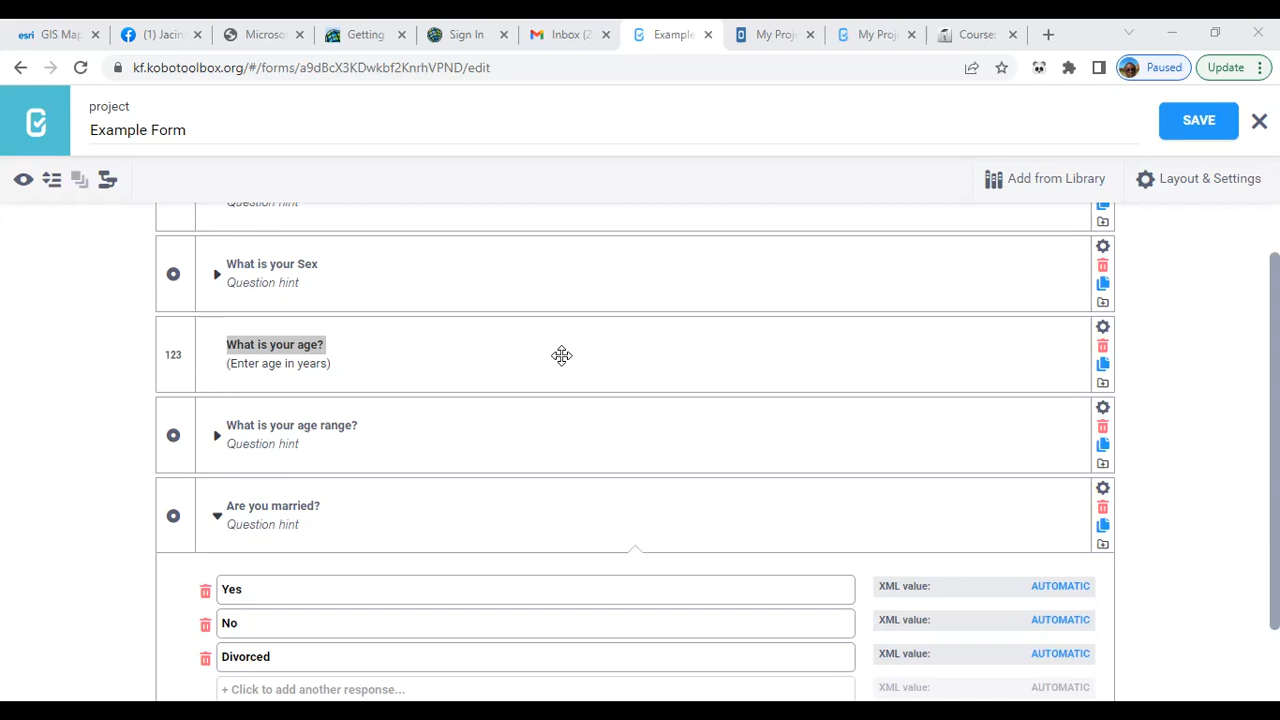 esri GIS Map
(1) Jacin
Microso
Getting
Sign In
Inbox (2
Example
My Proj
My Proj
Course:
kf.kobotoolbox.org/#/forms/a9dBcX3KDwkbf2KnrhVPND/edit
Paused
Update
project
Example Form
SAVE
Add from Library
Layout & Settings
Question hint
What is your Sex
Question hint
123
What is your age?
(Enter age in years)
What is your age range?
Question hint
Are you married?
Question hint
Yes
XML value: AUTOMATIC
No
XML value: AUTOMATIC
Divorced
XML value: AUTOMATIC
+ Click to add another response...
XML value: AUTOMATIC